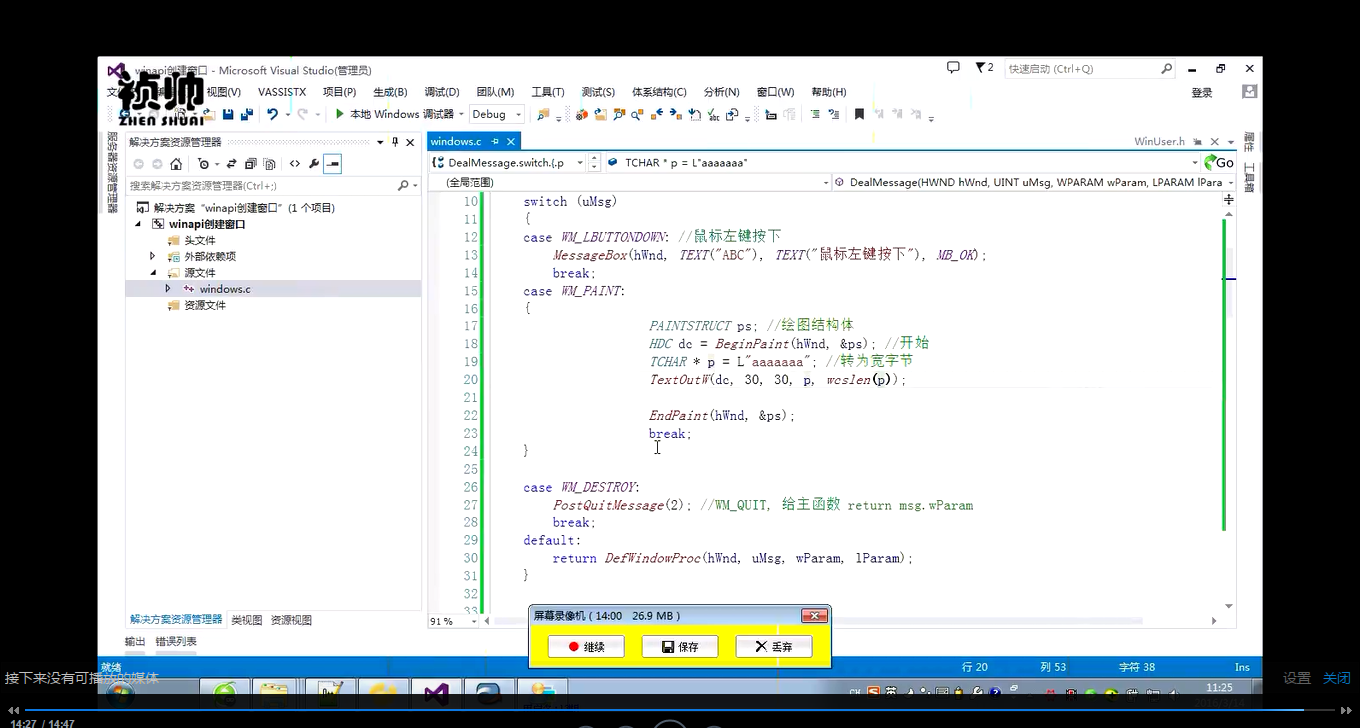 winapi创建窗口 - Microsoft Visual Studio(管理员)
2
快速启动 (Ctrl+Q)
祯帅
ZHEN SHUAI
视图(V) VASSISTX 项目(P) 生成(B) 调试(D) 团队(M) 工具(T) 测试(S) 体系结构(C) 分析(N) 窗口(W) 帮助(H)
登录
本地 Windows 调试器 Debug
服务器资源管理器
解决方案资源管理器
搜索解决方案资源管理器(Ctrl+;)
解决方案 "winapi创建窗口" (1 个项目)
winapi创建窗口
头文件
外部依赖项
源文件
windows.c
资源文件
解决方案资源管理器 类视图 资源视图
输出 错误列表
windows.c
WinUser.h
属性
工具箱
DealMessage.switch.{.p
TCHAR * p = L"aaaaaaa"
Go
(全局范围)
DealMessage(HWND hWnd, UINT uMsg, WPARAM wParam, LPARAM lPara
10 switch (uMsg)
11 {
12 case WM_LBUTTONDOWN: //鼠标左键按下
13 MessageBox(hWnd, TEXT("ABC"), TEXT("鼠标左键按下"), MB_OK);
14 break;
15 case WM_PAINT:
16 {
17 PAINTSTRUCT ps; //绘图结构体
18 HDC dc = BeginPaint(hWnd, &ps); //开始
19 TCHAR * p = L"aaaaaaa"; //转为宽字节
20 TextOutW(dc, 30, 30, p, wcslen(p));
21
22 EndPaint(hWnd, &ps);
23 break;
24 }
25
26 case WM_DESTROY:
27 PostQuitMessage(2); //WM_QUIT, 给主函数 return msg.wParam
28 break;
29 default:
30 return DefWindowProc(hWnd, uMsg, wParam, lParam);
31 }
32
33
91 %
屏幕录像机 ( 14:00 26.9 MB )
继续 保存 丢弃
就绪
行 20 列 53 字符 38 Ins
接下来没有可播放的媒体
设置 关闭
11:25
14:27 / 14:47